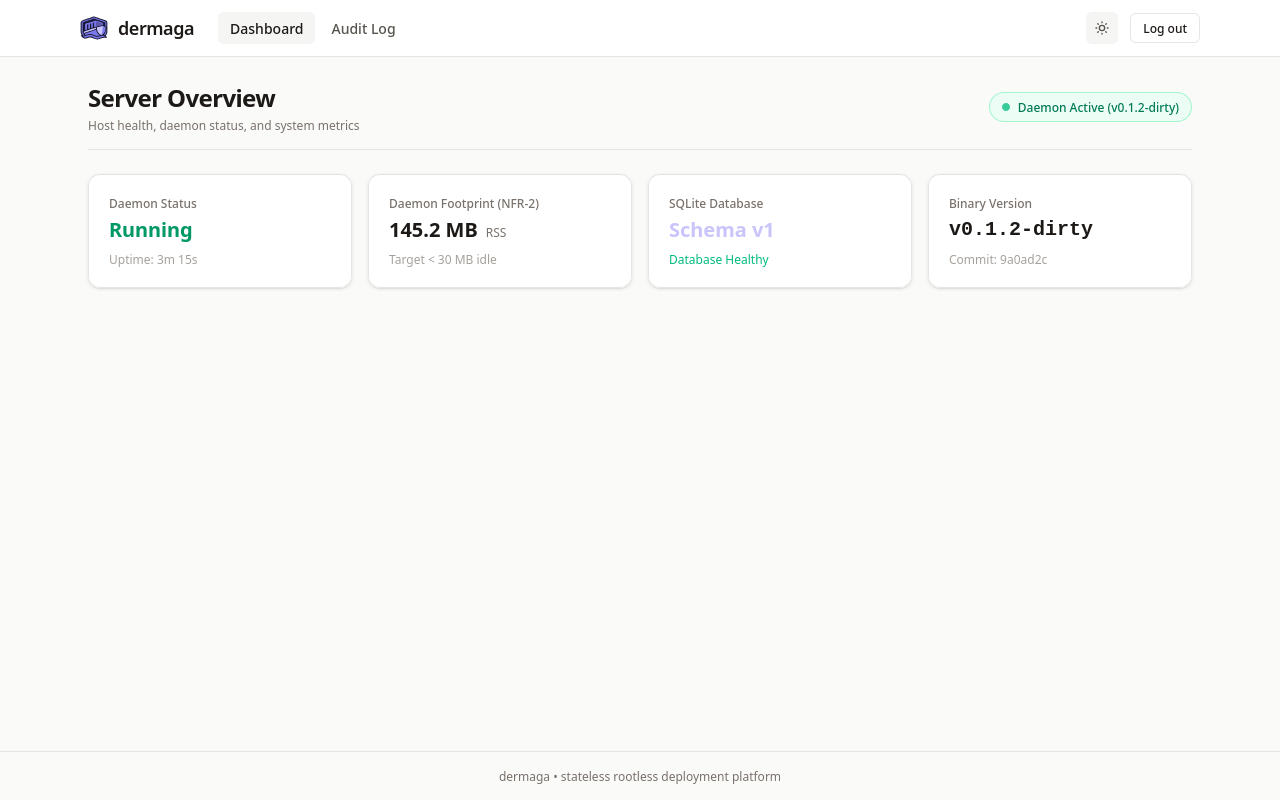 dermaga
Dashboard
Audit Log
Log out
Server Overview
Host health, daemon status, and system metrics
Daemon Active (v0.1.2-dirty)
Daemon Status
Running
Uptime: 3m 15s
Daemon Footprint (NFR-2)
145.2 MB RSS
Target < 30 MB idle
SQLite Database
Schema v1
Database Healthy
Binary Version
v0.1.2-dirty
Commit: 9a0ad2c
dermaga • stateless rootless deployment platform